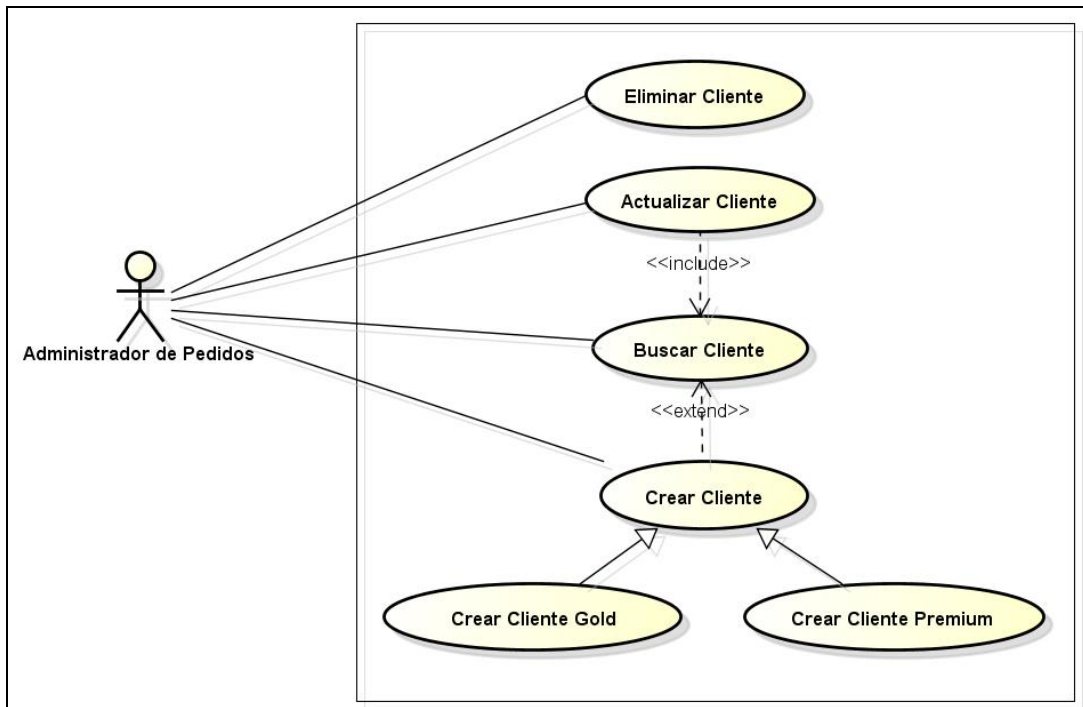 Eliminar Cliente
Actualizar Cliente
<<include>>
Buscar Cliente
Administrador de Pedidos
<<extend>>
Crear Cliente
Crear Cliente Gold
Crear Cliente Premium